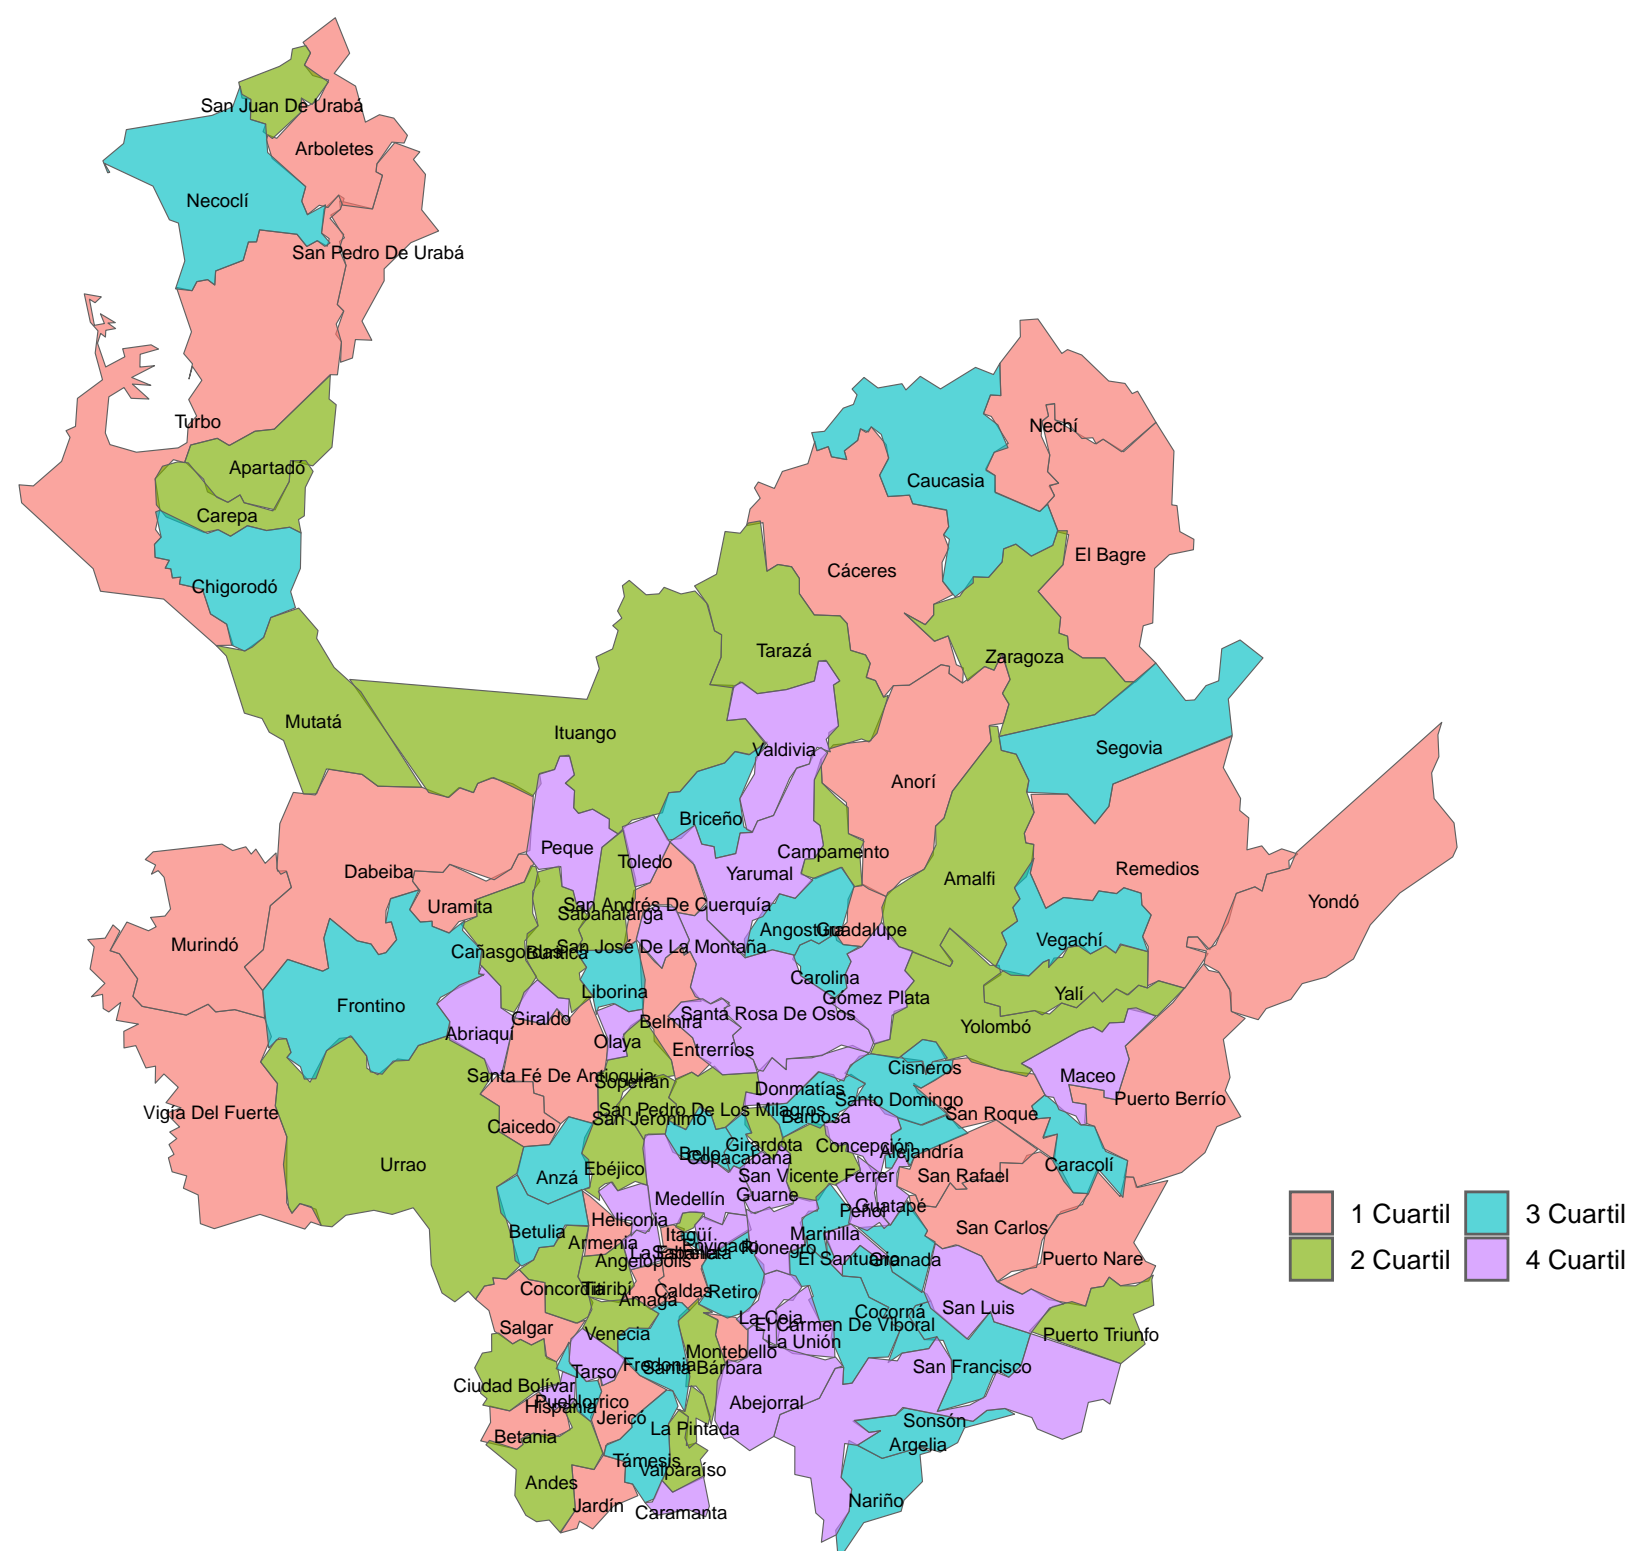 San Juan De Urabá
Arboletes
Necoclí
San Pedro De Urabá
Turbo
Nechí
Apartadó
Caucasia
Carepa
El Bagre
Cáceres
Chigorodó
Tarazá
Zaragoza
Mutatá
Ituango
Segovia
Valdivia
Anorí
Briceño
Peque
Campamento
Toledo
Remedios
Dabeiba
Yarumal
Amalfi
Yondó
San Andrés De Cuerquía
Uramita
Sabanalarga
Angostura
Guadalupe
Vegachí
Murindó
San José De La Montaña
Cañasgordas
Buriticá
Carolina
Liborina
Yalí
Gómez Plata
Frontino
Santa Rosa De Osos
Giraldo
Belmira
Yolombó
Abriaquí
Olaya
Entrerríos
Cisneros
Santa Fé De Antioquia
Maceo
Sopetrán
Donmatías
Puerto Berrío
Santo Domingo
San Pedro De Los Milagros
Vigía Del Fuerte
San Roque
Barbosa
San Jerónimo
Caicedo
Girardota
Concepción
Alejandría
Bello
Copacabana
Urrao
Caracolí
Ebéjico
San Vicente Ferrer
San Rafael
Anzá
Guarne
Medellín
Guatapé
Peñol
Heliconia
San Carlos
Betulia
Marinilla
Itagüí
Armenia
Envigado
Rionegro
La Estrella
Sabaneta
El Santuario
Granada
Puerto Nare
Angelópolis
Concordia
Titiribí
Caldas
Retiro
Amagá
San Luis
Cocorná
La Ceja
El Carmen De Viboral
Salgar
Venecia
Puerto Triunfo
La Unión
Montebello
Fredonia
Santa Bárbara
San Francisco
Tarso
Ciudad Bolívar
Pueblorrico
Abejorral
Hispania
Jericó
Sonsón
La Pintada
Betania
Argelia
Támesis
Valparaíso
Andes
Nariño
Jardín
Caramanta
1 Cuartil
3 Cuartil
2 Cuartil
4 Cuartil